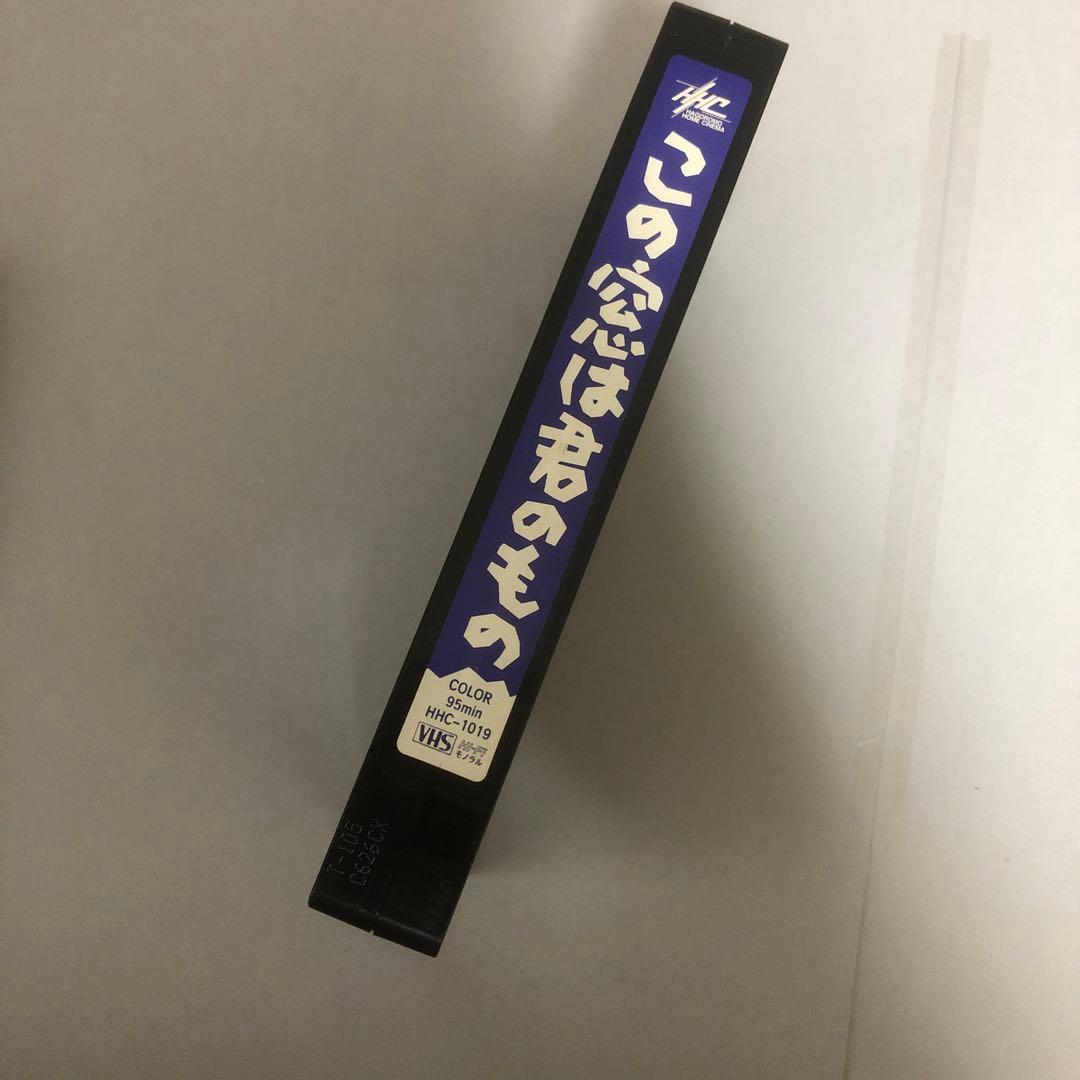 HHC
HAGOROMO
HOME CINEMA
この窓は君のもの
COLOR
95min
HHC-1019
VHS Hi-Fi
モノラル
T-106